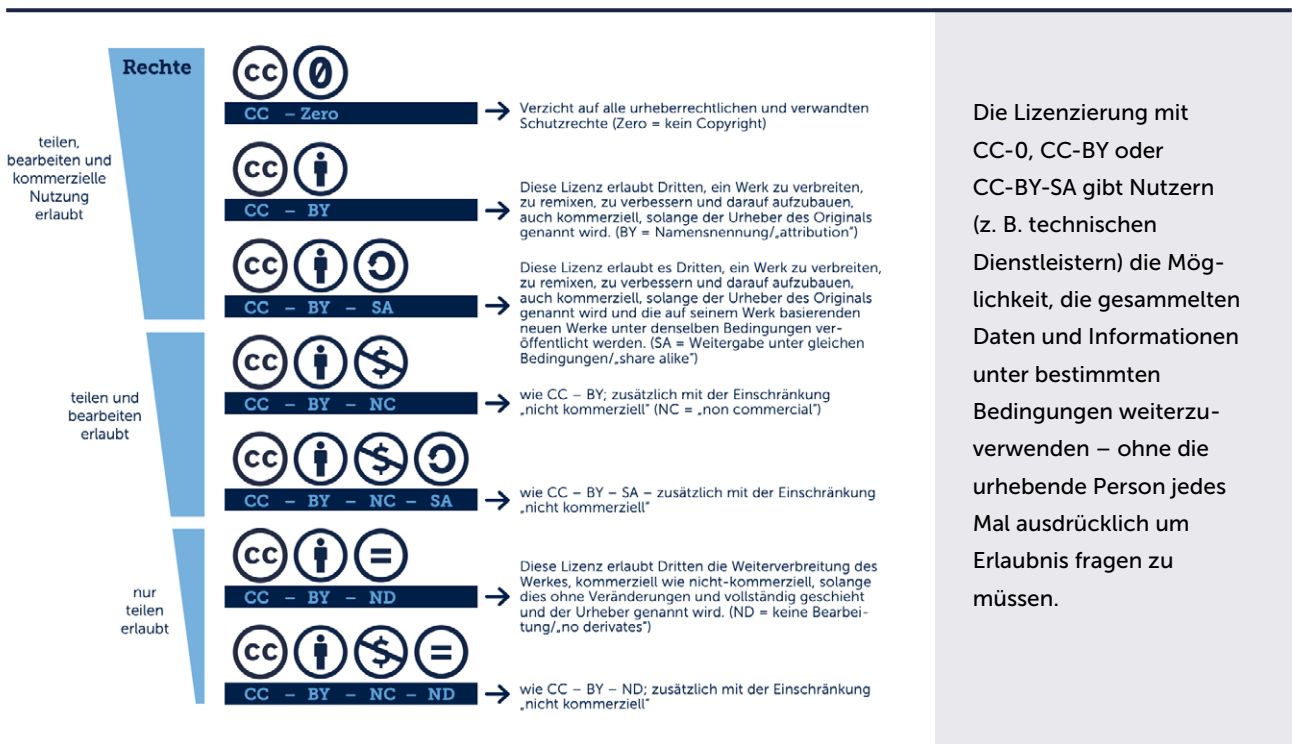 Rechte
teilen,
bearbeiten und
kommerzielle
Nutzung
erlaubt
cc 0
CC – Zero
Verzicht auf alle urheberrechtlichen und verwandten
Schutzrechte (Zero = kein Copyright)
cc
CC – BY
Diese Lizenz erlaubt Dritten, ein Werk zu verbreiten,
zu remixen, zu verbessern und darauf aufzubauen,
auch kommerziell, solange der Urheber des Originals
genannt wird. (BY = Namensnennung/„attribution“)
cc
CC – BY – SA
Diese Lizenz erlaubt es Dritten, ein Werk zu verbreiten,
zu remixen, zu verbessern und darauf aufzubauen,
auch kommerziell, solange der Urheber des Originals
genannt wird und die auf seinem Werk basierenden
neuen Werke unter denselben Bedingungen ver-
öffentlicht werden. (SA = Weitergabe unter gleichen
Bedingungen/„share alike“)
teilen und
bearbeiten
erlaubt
cc $
CC – BY – NC
wie CC – BY; zusätzlich mit der Einschränkung
„nicht kommerziell“ (NC = „non commercial“)
cc $
CC – BY – NC – SA
wie CC – BY – SA – zusätzlich mit der Einschränkung
„nicht kommerziell“
nur
teilen
erlaubt
cc =
CC – BY – ND
Diese Lizenz erlaubt Dritten die Weiterverbreitung des
Werkes, kommerziell wie nicht-kommerziell, solange
dies ohne Veränderungen und vollständig geschieht
und der Urheber genannt wird. (ND = keine Bearbei-
tung/„no derivates“)
cc $ =
CC – BY – NC – ND
wie CC – BY – ND; zusätzlich mit der Einschränkung
„nicht kommerziell“
Die Lizenzierung mit
CC-0, CC-BY oder
CC-BY-SA gibt Nutzern
(z. B. technischen
Dienstleistern) die Mög-
lichkeit, die gesammelten
Daten und Informationen
unter bestimmten
Bedingungen weiterzu-
verwenden – ohne die
urhebende Person jedes
Mal ausdrücklich um
Erlaubnis fragen zu
müssen.